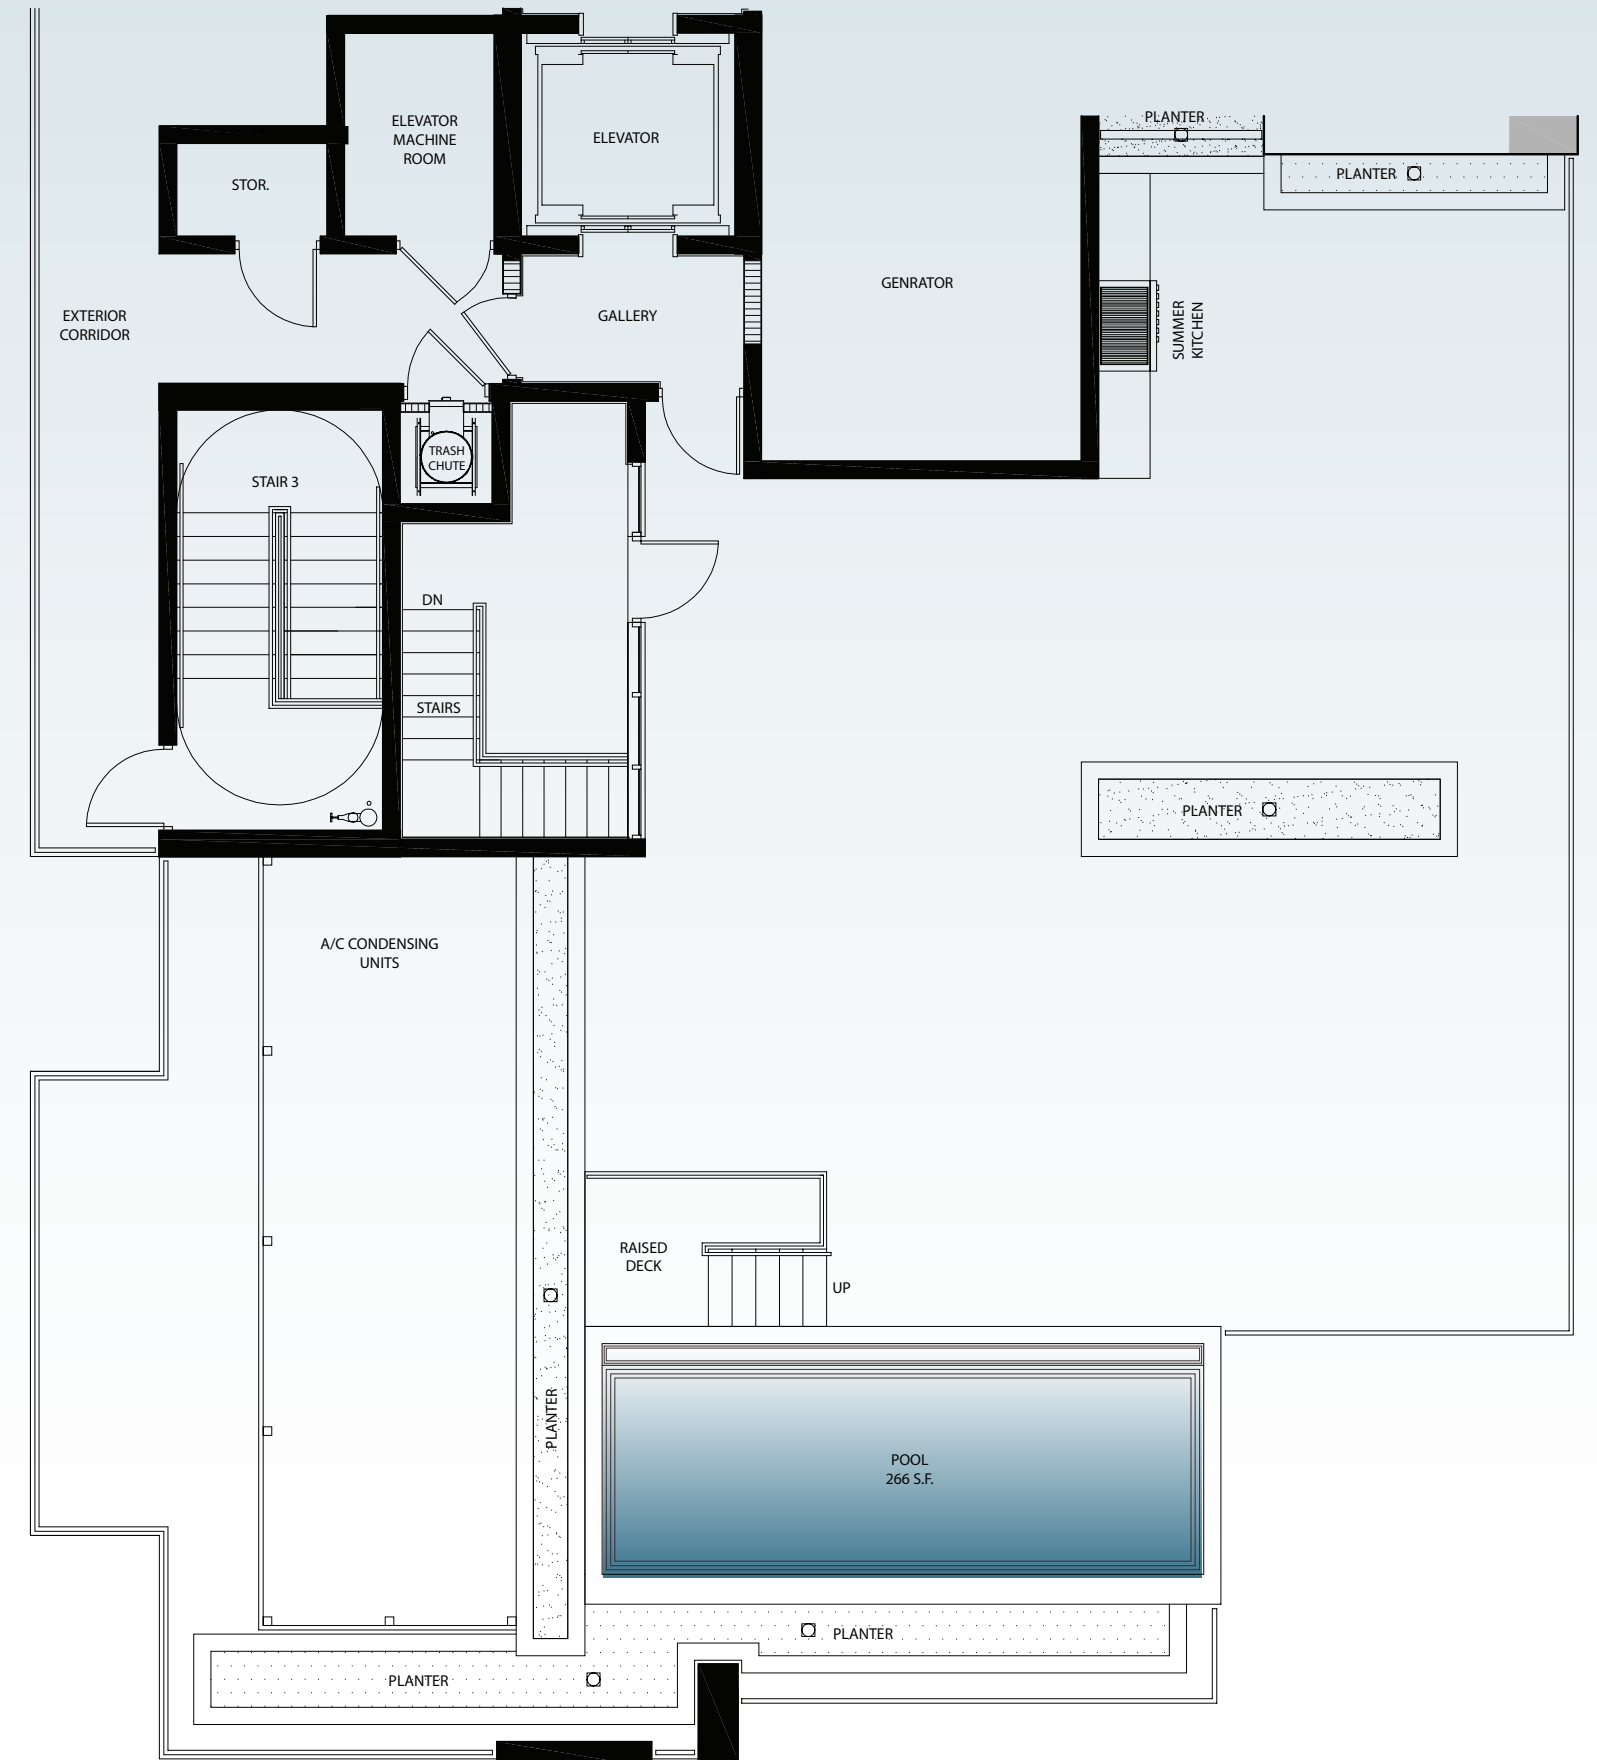 PLANTER
ELEVATOR
MACHINE
ROOM
ELEVATOR
PLANTER
STOR.
GENRATOR
EXTERIOR
CORRIDOR
GALLERY
SUMMER
KITCHEN
TRASH
CHUTE
STAIR 3
DN
STAIRS
PLANTER
A/C CONDENSING
UNITS
RAISED
DECK
UP
PLANTER
POOL
266 S.F.
PLANTER
PLANTER